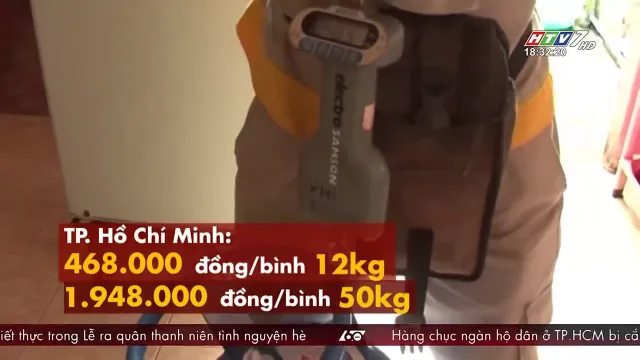 HTV7 HD
18:32:20
electro SAMSON
TP. Hồ Chí Minh:
468.000 đồng/bình 12kg
1.948.000 đồng/bình 50kg
iết thực trong Lễ ra quân thanh niên tình nguyện hè 60 Hàng chục ngàn hộ dân ở TP.HCM bị cắ